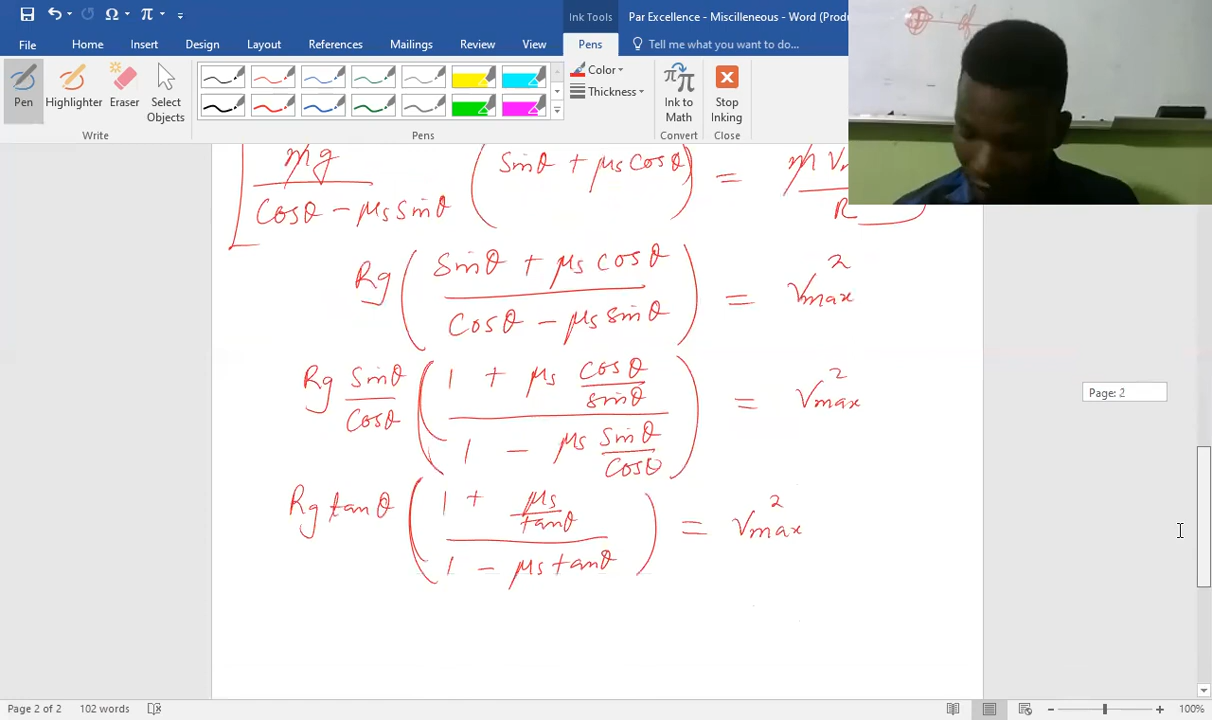 Ink Tools Par Excellence - Miscilleneous - Word (Produ
File Home Insert Design Layout References Mailings Review View Pens Tell me what you want to do...
Pen Highlighter Eraser Select Objects Color Thickness Ink to Math Stop Inking
Write Pens Convert Close
mg/(Cosθ − μs Sinθ) (Sinθ + μs Cosθ) = m V / R
Rg ((Sinθ + μs Cosθ)/(Cosθ − μs Sinθ)) = Vmax²
Page: 2
Rg Sinθ/Cosθ ((1 + μs Cosθ/Sinθ)/(1 − μs Sinθ/Cosθ)) = Vmax²
Rg tanθ ((1 + μs/tanθ)/(1 − μs tanθ)) = Vmax²
Page 2 of 2 102 words 100%